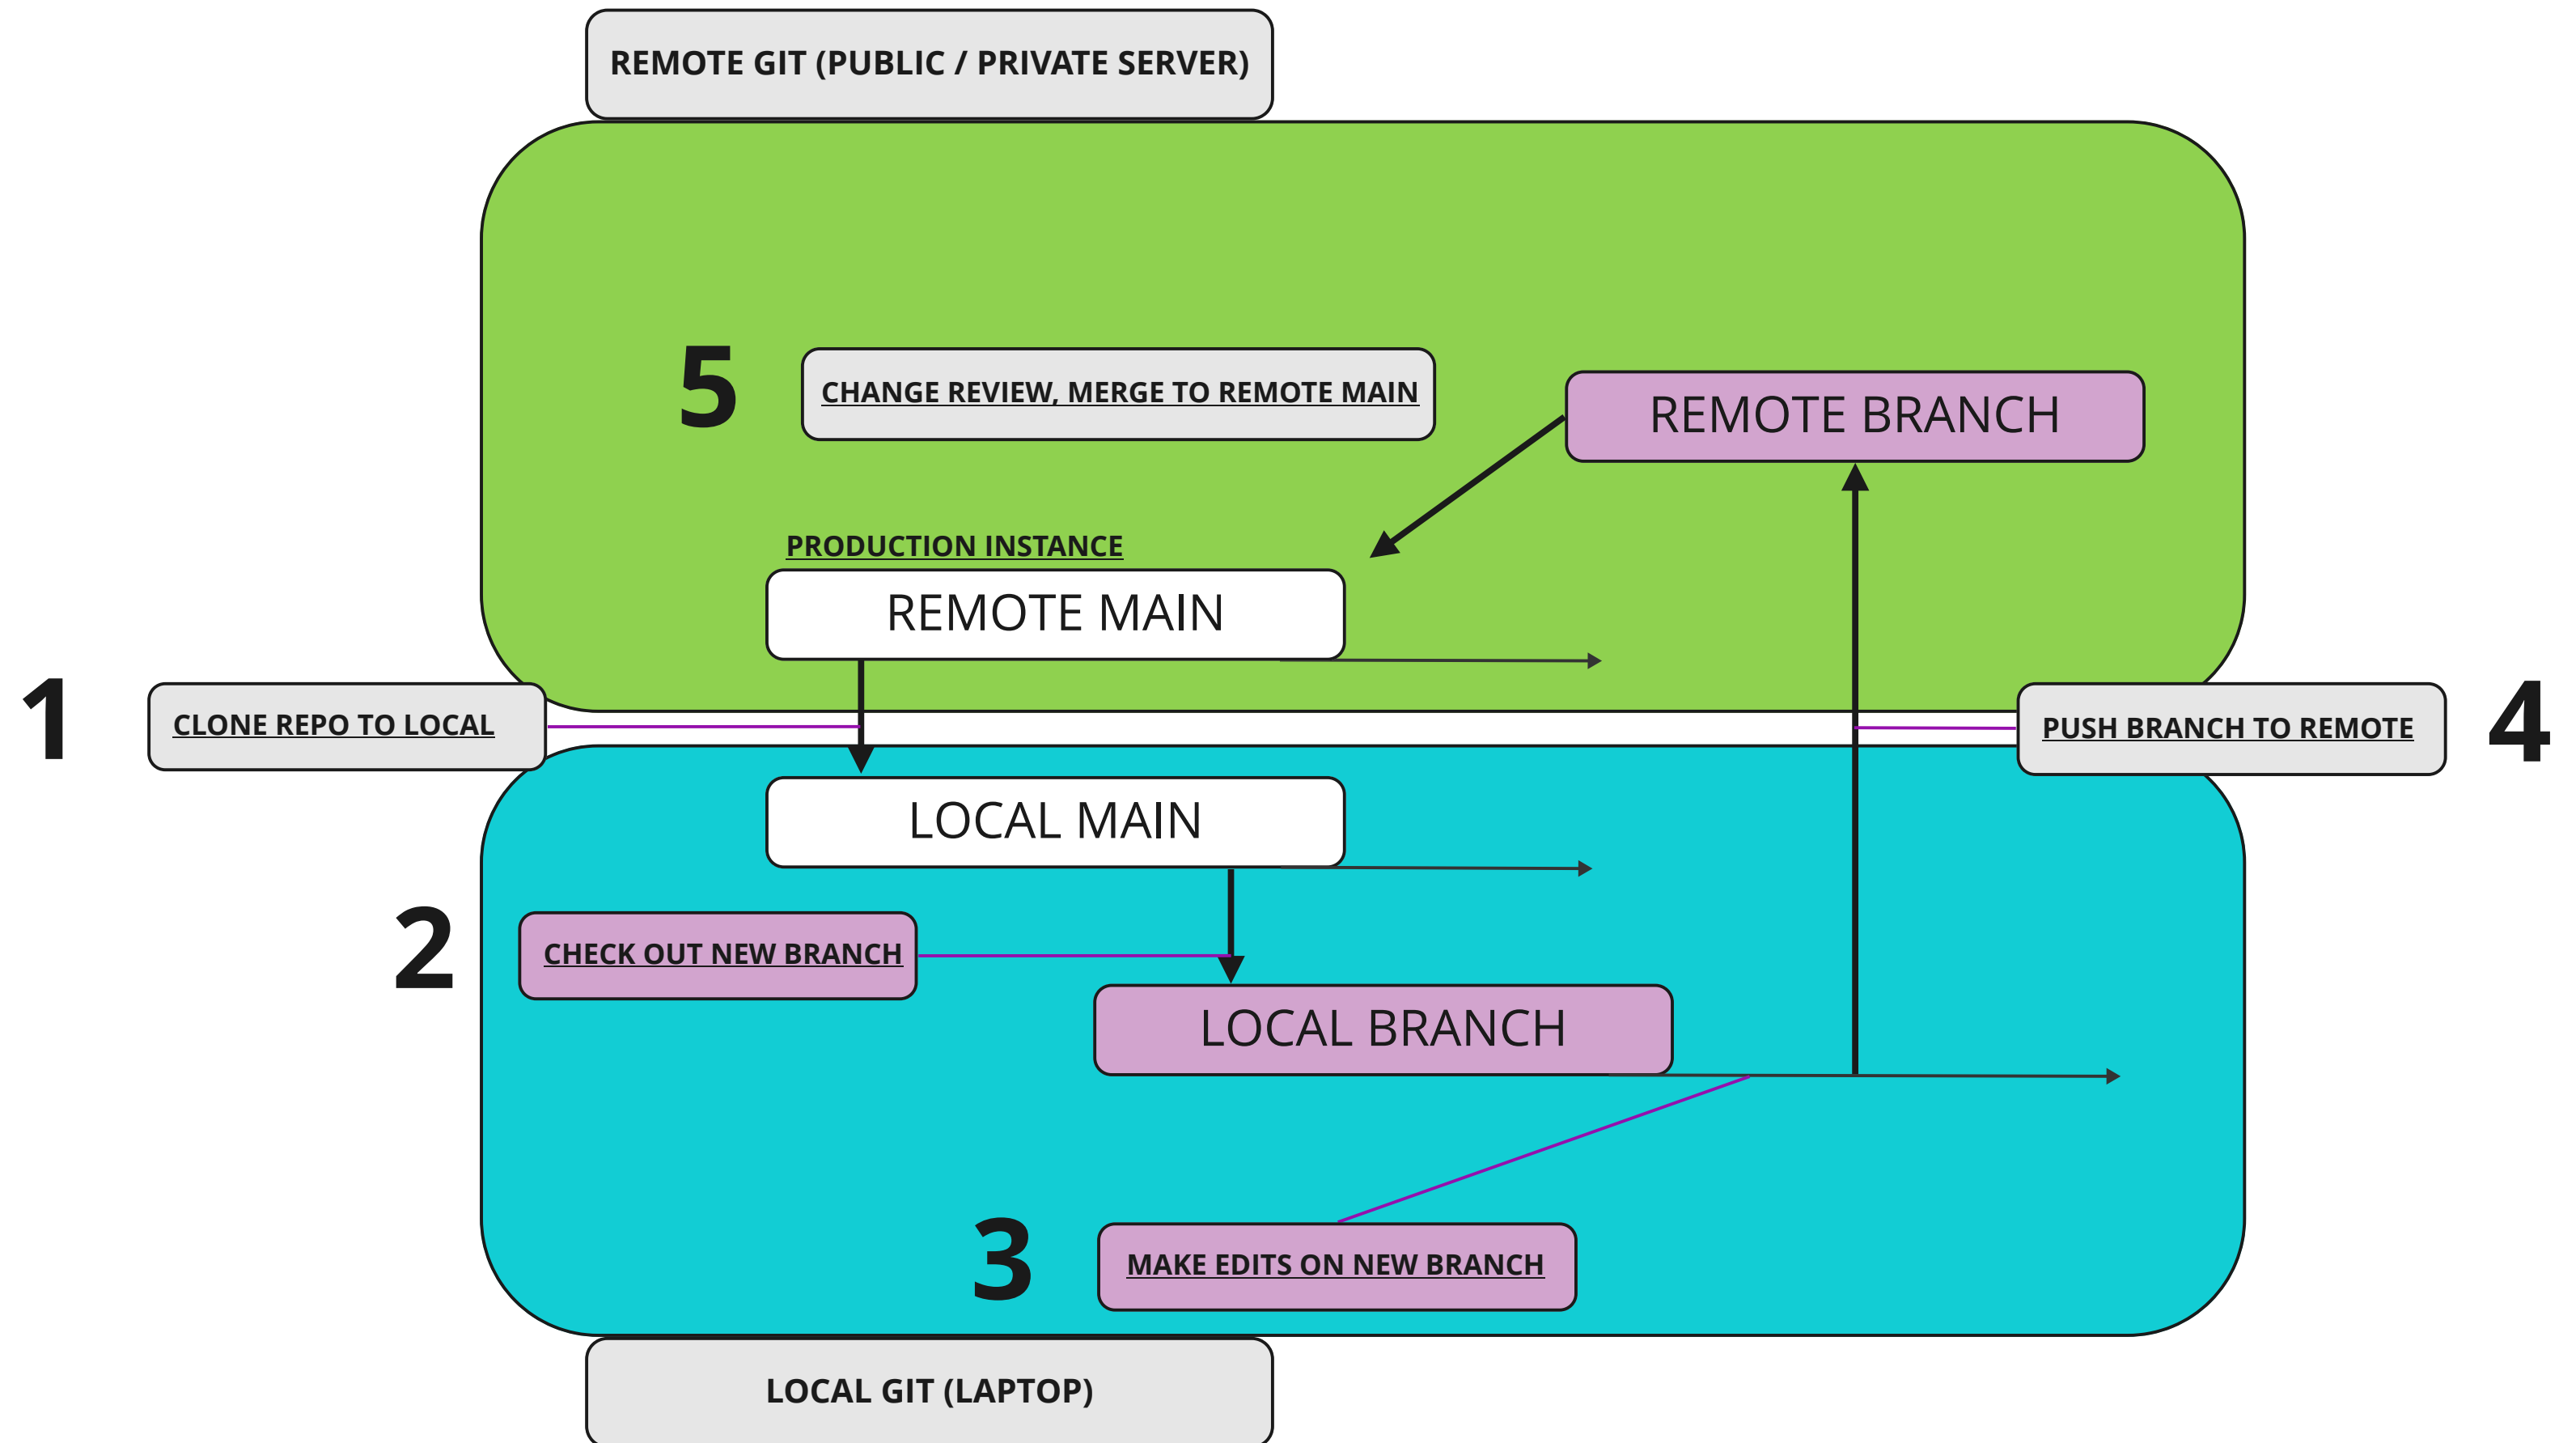 REMOTE GIT (PUBLIC / PRIVATE SERVER)
5
CHANGE REVIEW, MERGE TO REMOTE MAIN
REMOTE BRANCH
PRODUCTION INSTANCE
REMOTE MAIN
1
CLONE REPO TO LOCAL
PUSH BRANCH TO REMOTE
4
LOCAL MAIN
2
CHECK OUT NEW BRANCH
LOCAL BRANCH
3
MAKE EDITS ON NEW BRANCH
LOCAL GIT (LAPTOP)